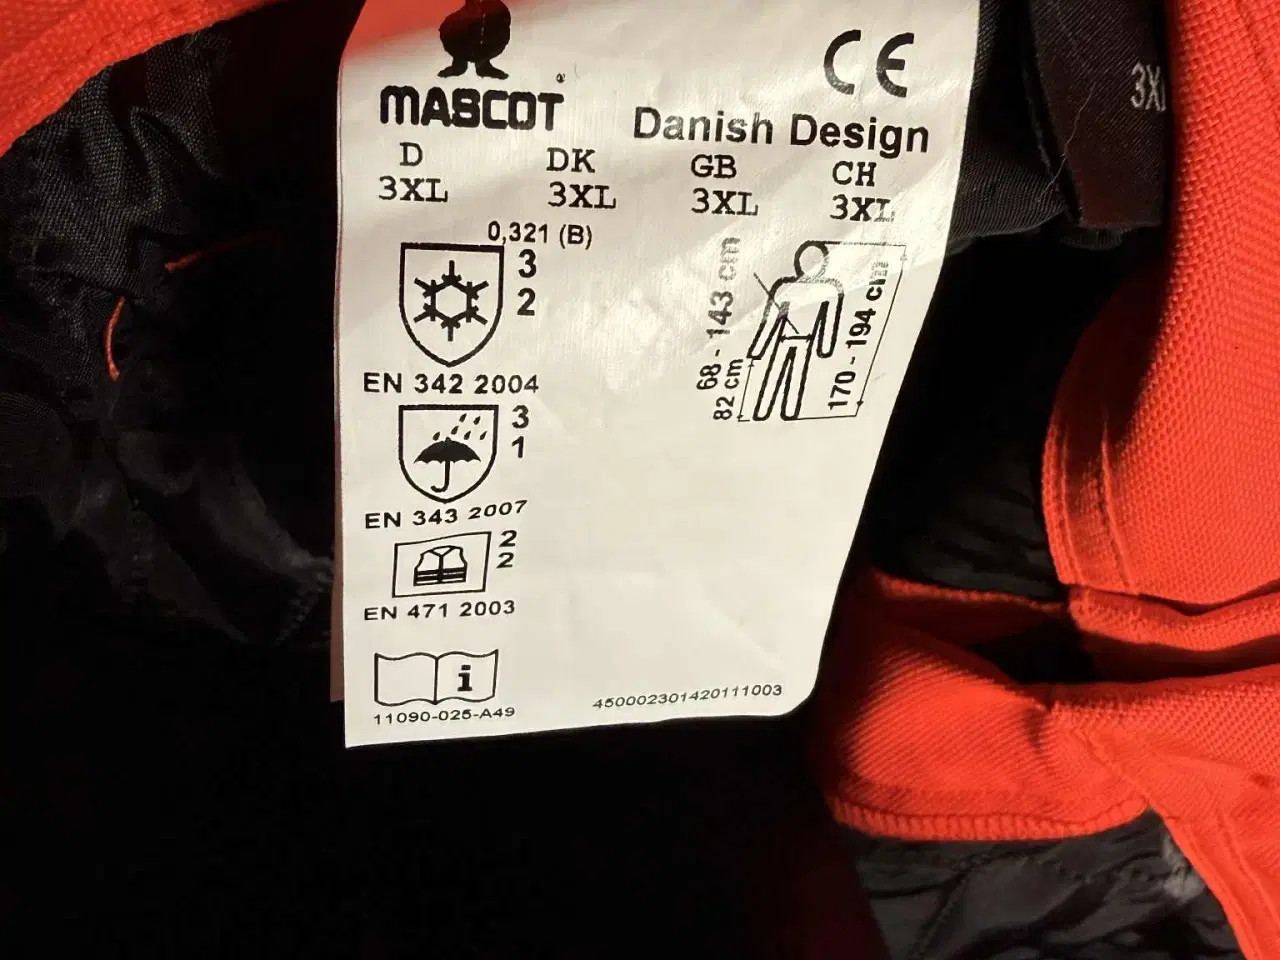 MASCOT
®
CE
Danish Design
D DK GB CH
3XL 3XL 3XL 3XL
0,321 (B)
3
2
EN 342 2004
3
1
EN 343 2007
2
2
EN 471 2003
i
11090-025-A49
450002301420111003
68 - 143 cm
82 cm
170 - 194 cm